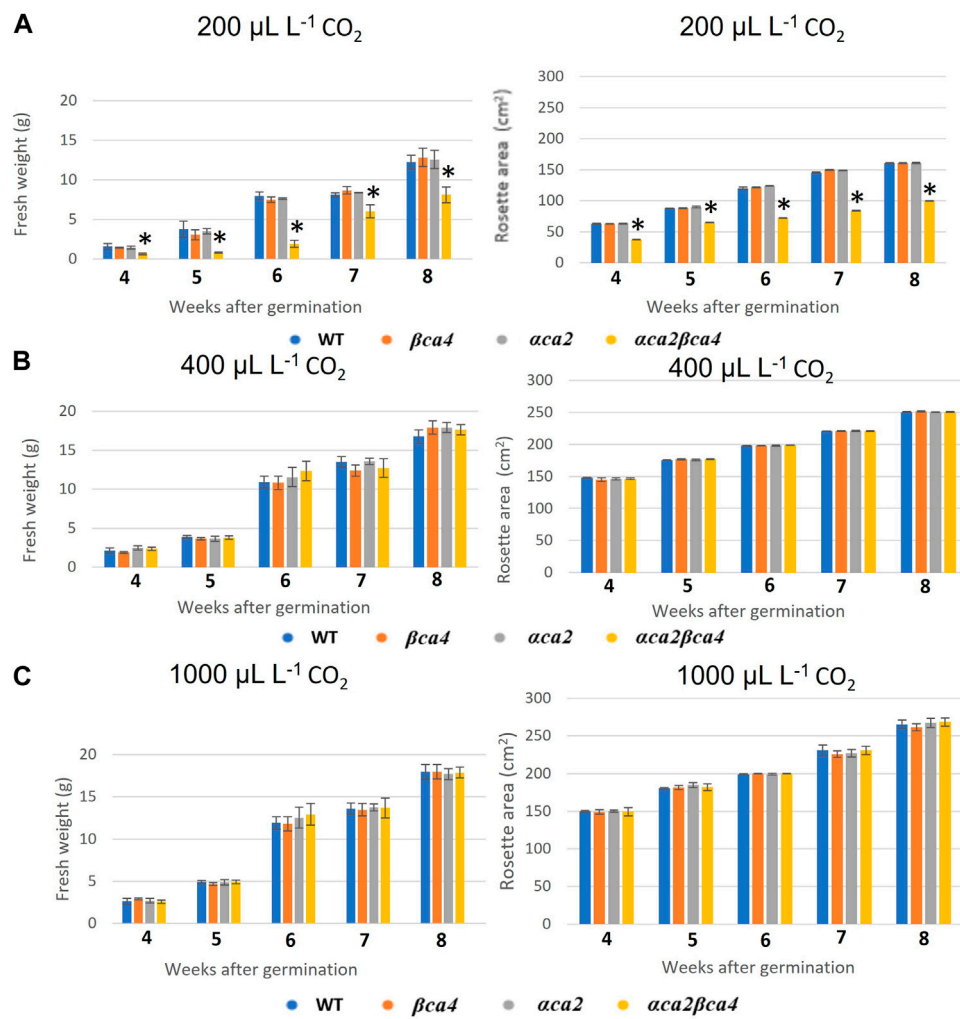 A
200 µL L⁻¹ CO₂
Fresh weight (g)
20
15
10
5
0
* * * * *
4 5 6 7 8
Weeks after germination
200 µL L⁻¹ CO₂
Rosette area (cm²)
300
250
200
150
100
50
0
* * * * *
4 5 6 7 8
Weeks after germination
WT βca4 αca2 αca2βca4
B
400 µL L⁻¹ CO₂
Fresh weight (g)
20
15
10
5
0
4 5 6 7 8
Weeks after germination
400 µL L⁻¹ CO₂
Rosette area (cm²)
300
250
200
150
100
50
0
4 5 6 7 8
Weeks after germination
WT βca4 αca2 αca2βca4
C
1000 µL L⁻¹ CO₂
Fresh weight (g)
20
15
10
5
0
4 5 6 7 8
Weeks after germination
1000 µL L⁻¹ CO₂
Rosette area (cm²)
300
250
200
150
100
50
0
4 5 6 7 8
Weeks after germination
WT βca4 αca2 αca2βca4